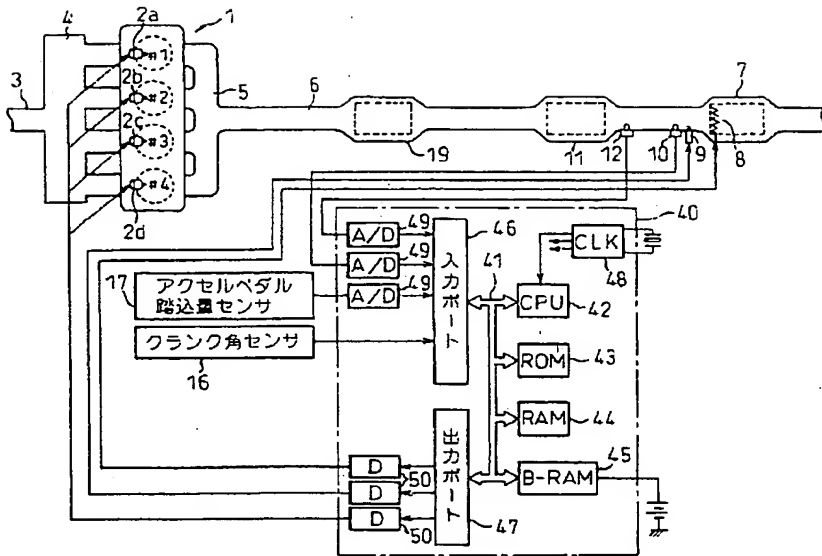 1
2a
4
7
3
#1
2b
5
6
8
#2
2c
#3
#4
2d
19
11
12
10
9
40
A/D
49
46
A/D
49
41
CLK
48
17
アクセルペダル
踏込量センサ
A/D
49
入力ポート
CPU
42
クランク角センサ
16
ROM
43
RAM
44
D
50
出力ポート
B-RAM
45
D
50
D
50
47